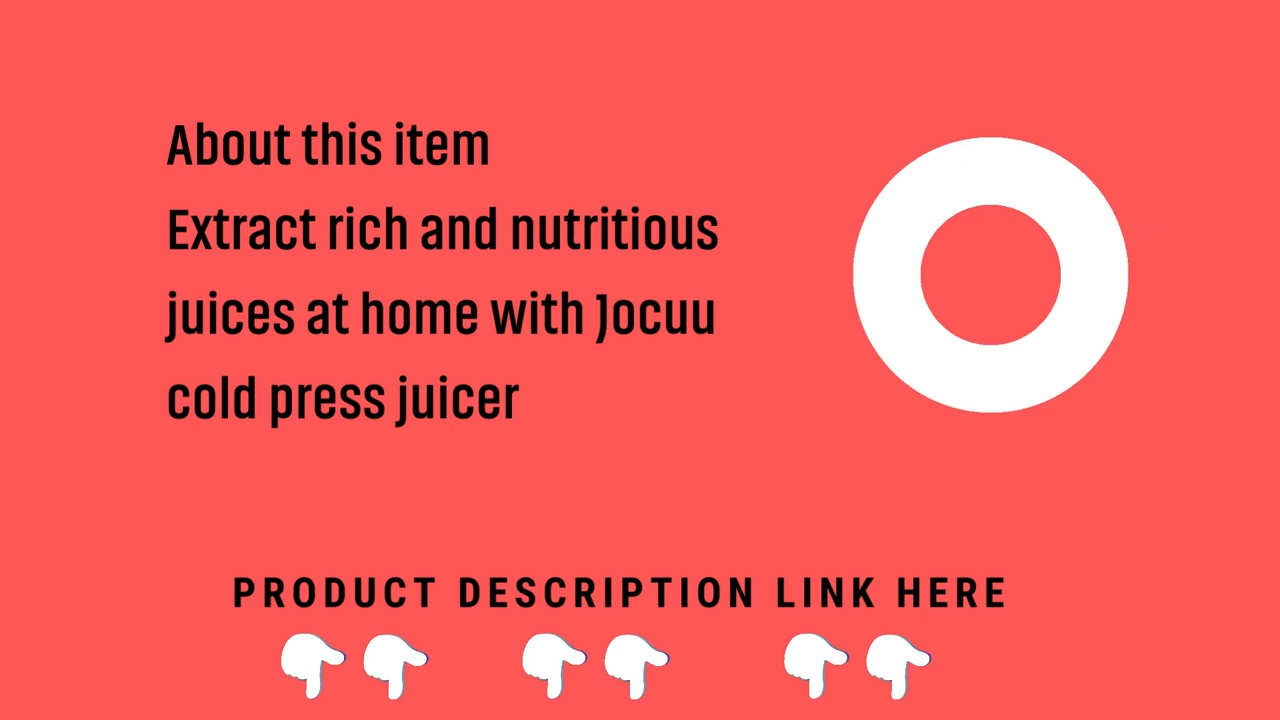 About this item
Extract rich and nutritious
juices at home with Jocuu
cold press juicer
PRODUCT DESCRIPTION LINK HERE